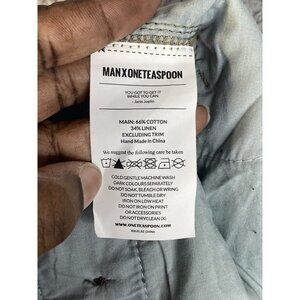 MANXONETEASPOON
YOU GOT TO GET IT
WHILE YOU CAN.
- Janis Joplin
MAIN: 66% COTTON
34% LINEN
EXCLUDING TRIM
Hand Made in China
We suggest the following care be taken
COLD GENTLE MACHINE WASH
DARK COLOURS SEPARATELY
DO NOT SOAK, BLEACH OR WRING
DO NOT TUMBLE DRY
IRON ON LOW HEAT
DO NOT IRON ON PRINT
OR ACCESSORIES
DO NOT DRYCLEAN (X)
WWW.ONETEASPOON.COM